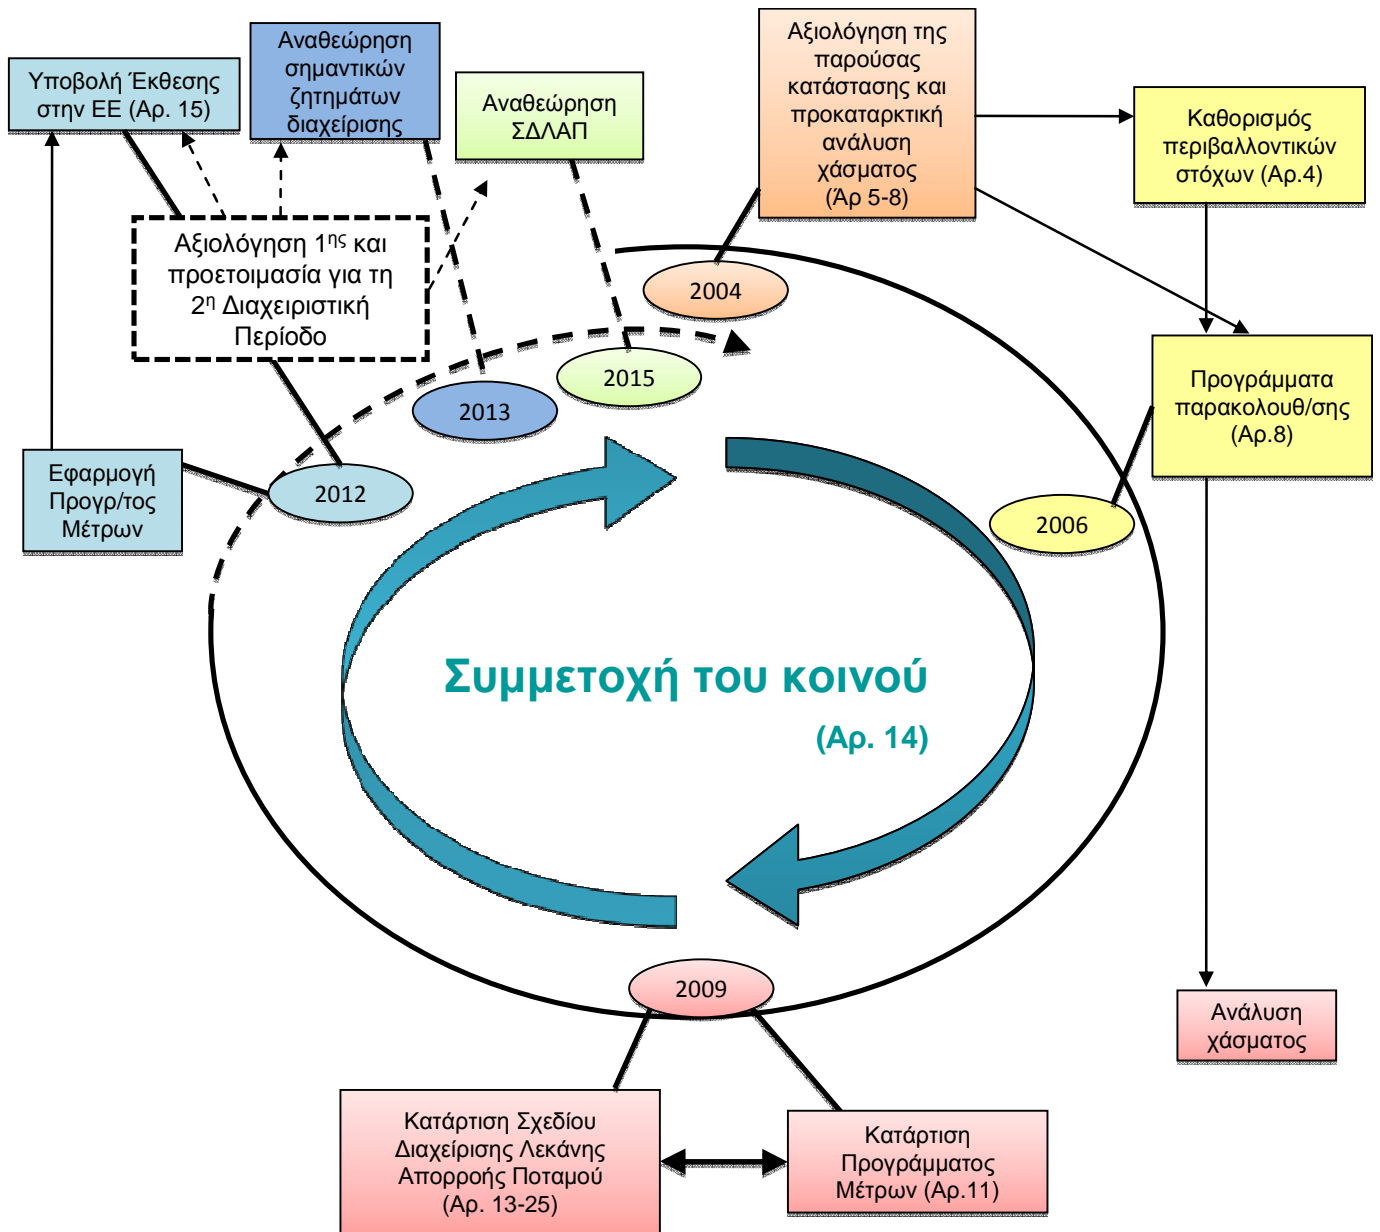 Υποβολή Έκθεσης
στην ΕΕ (Αρ. 15)
Αναθεώρηση
σημαντικών
ζητημάτων
διαχείρισης
Αναθεώρηση
ΣΔΛΑΠ
Αξιολόγηση της
παρούσας
κατάστασης και
προκαταρκτική
ανάλυση
χάσματος
(Άρ 5-8)
Καθορισμός
περιβαλλοντικών
στόχων (Αρ.4)
Αξιολόγηση 1ης και
προετοιμασία για τη
2η Διαχειριστική
Περίοδο
2004
2015
2013
2012
2006
Προγράμματα
παρακολουθ/σης
(Αρ.8)
Εφαρμογή
Προγρ/τος
Μέτρων
Συμμετοχή του κοινού
(Αρ. 14)
2009
Ανάλυση
χάσματος
Κατάρτιση Σχεδίου
Διαχείρισης Λεκάνης
Απορροής Ποταμού
(Αρ. 13-25)
Κατάρτιση
Προγράμματος
Μέτρων (Αρ.11)